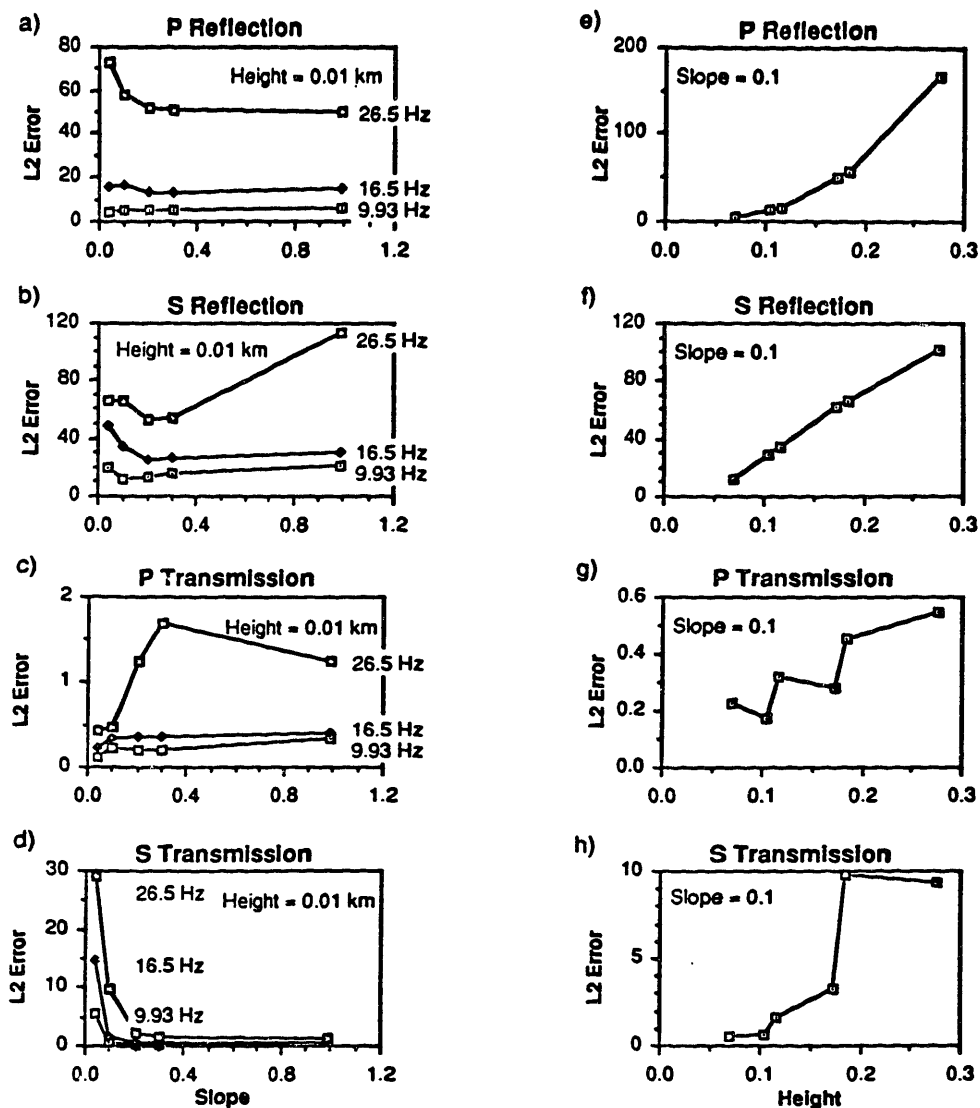 a)
P Reflection
L2 Error
80
60
40
20
0
Height = 0.01 km
26.5 Hz
16.5 Hz
9.93 Hz
0.0 0.4 0.8 1.2
b)
S Reflection
L2 Error
120
80
40
0
Height = 0.01 km
26.5 Hz
16.5 Hz
9.93 Hz
0.0 0.4 0.8 1.2
c)
P Transmission
L2 Error
2
1
0
Height = 0.01 km
26.5 Hz
16.5 Hz
9.93 Hz
0.0 0.4 0.8 1.2
d)
S Transmission
L2 Error
30
20
10
0
26.5 Hz
Height = 0.01 km
16.5 Hz
9.93 Hz
0.0 0.4 0.8 1.2
Slope
e)
P Reflection
L2 Error
200
100
0
Slope = 0.1
0.0 0.1 0.2 0.3
f)
S Reflection
L2 Error
120
80
40
0
Slope = 0.1
0.0 0.1 0.2 0.3
g)
P Transmission
L2 Error
0.6
0.4
0.2
0.0
Slope = 0.1
0.0 0.1 0.2 0.3
h)
S Transmission
L2 Error
10
5
0
Slope = 0.1
0.0 0.1 0.2 0.3
Height